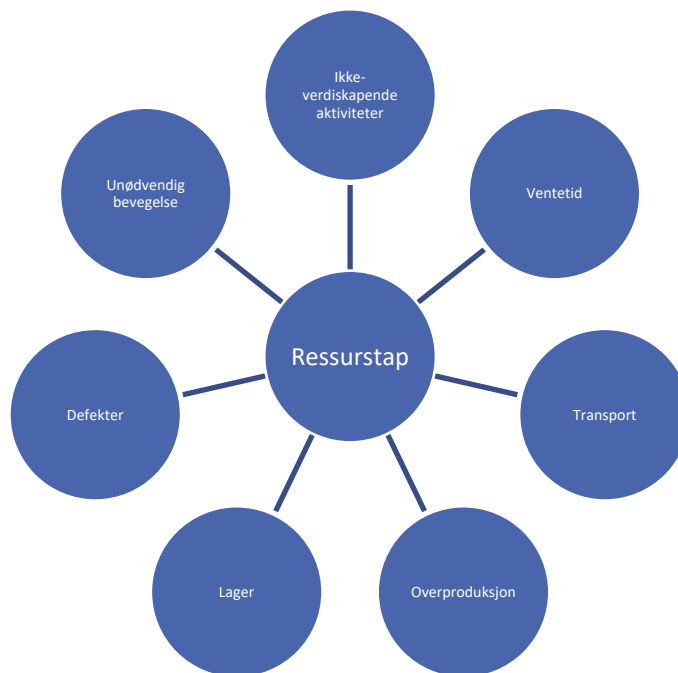 Ikke-
verdiskapende
aktiviteter
Unødvendig
bevegelse
Ventetid
Ressurstap
Defekter
Transport
Lager
Overproduksjon